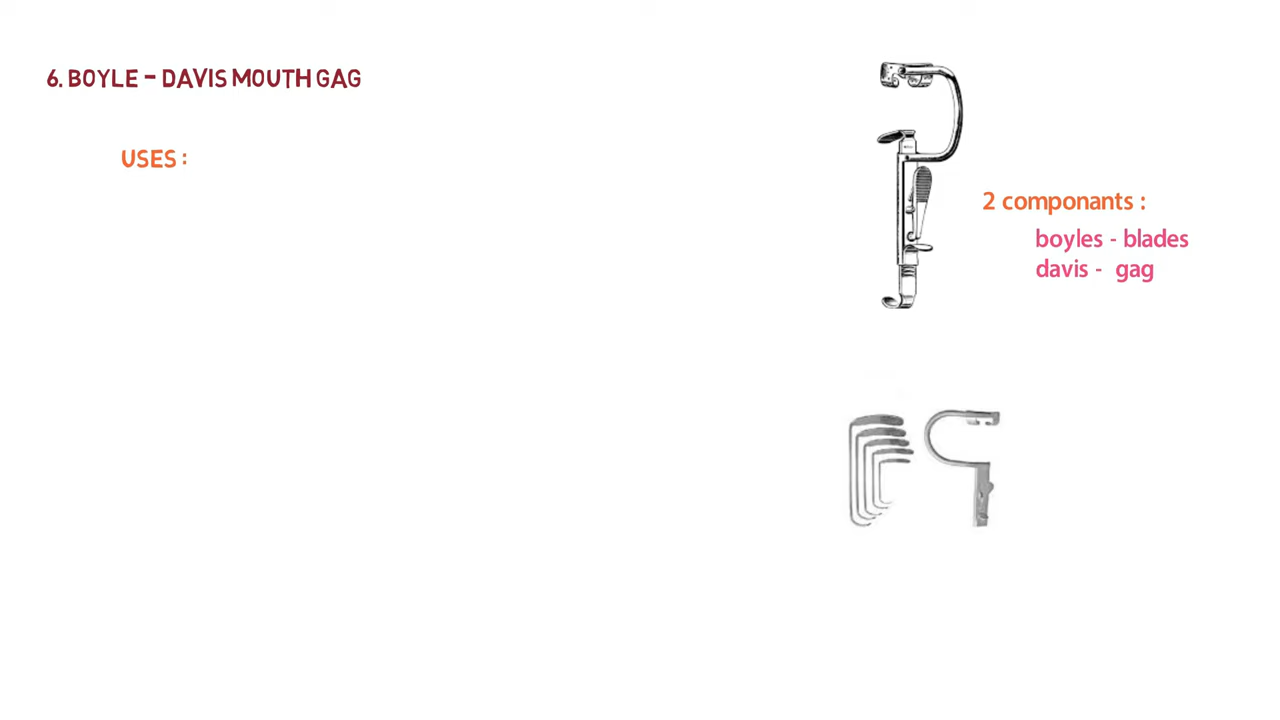 6. BOYLE - DAVIS MOUTH GAG
USES :
2 componants :
boyles - blades
davis - gag